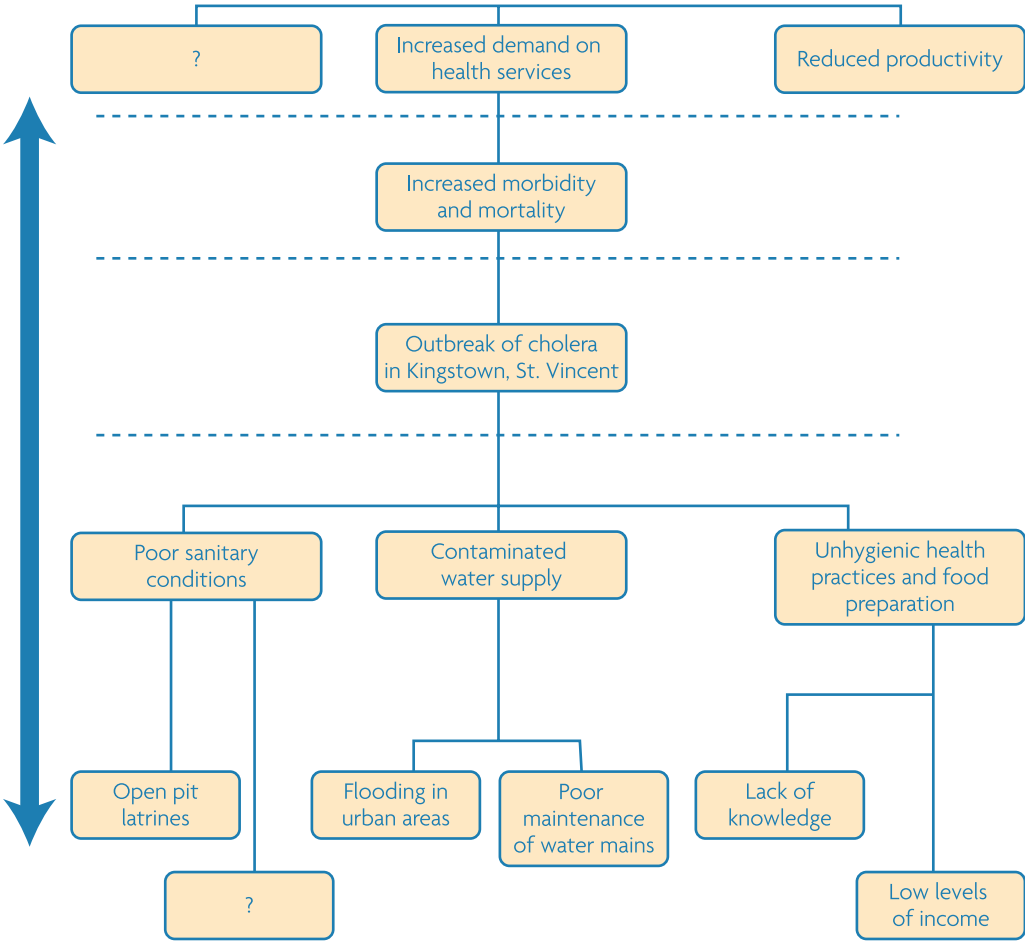 ?
Increased demand on
health services
Reduced productivity
Increased morbidity
and mortality
Outbreak of cholera
in Kingstown, St. Vincent
Poor sanitary
conditions
Contaminated
water supply
Unhygienic health
practices and food
preparation
Open pit
latrines
Flooding in
urban areas
Poor
maintenance
of water mains
Lack of
knowledge
?
Low levels
of income